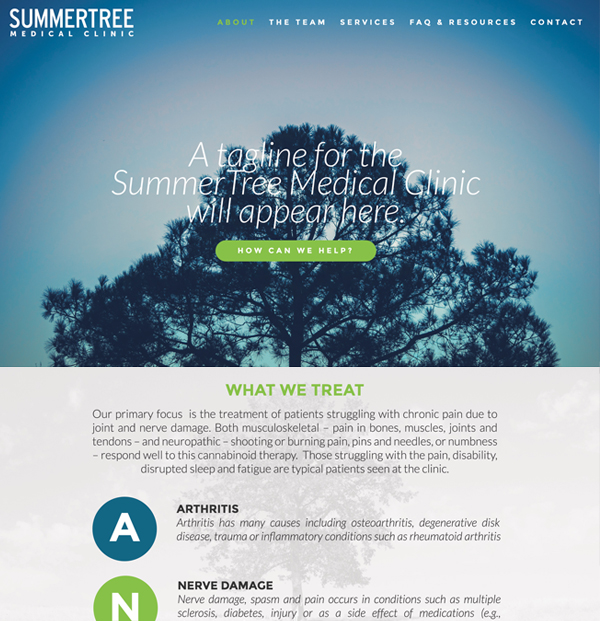 SUMMERTREE
MEDICAL CLINIC
ABOUT THE TEAM SERVICES FAQ & RESOURCES CONTACT
A tagline for the
SummerTree Medical Clinic
will appear here.
HOW CAN WE HELP?
WHAT WE TREAT
Our primary focus is the treatment of patients struggling with chronic pain due to
joint and nerve damage. Both musculoskeletal – pain in bones, muscles, joints and
tendons – and neuropathic – shooting or burning pain, pins and needles, or numbness
– respond well to this cannabinoid therapy. Those struggling with the pain, disability,
disrupted sleep and fatigue are typical patients seen at the clinic.
A
ARTHRITIS
Arthritis has many causes including osteoarthritis, degenerative disk
disease, trauma or inflammatory conditions such as rheumatoid arthritis
N
NERVE DAMAGE
Nerve damage, spasm and pain occurs in conditions such as multiple
sclerosis, diabetes, injury or as a side effect of medications (e.g.,